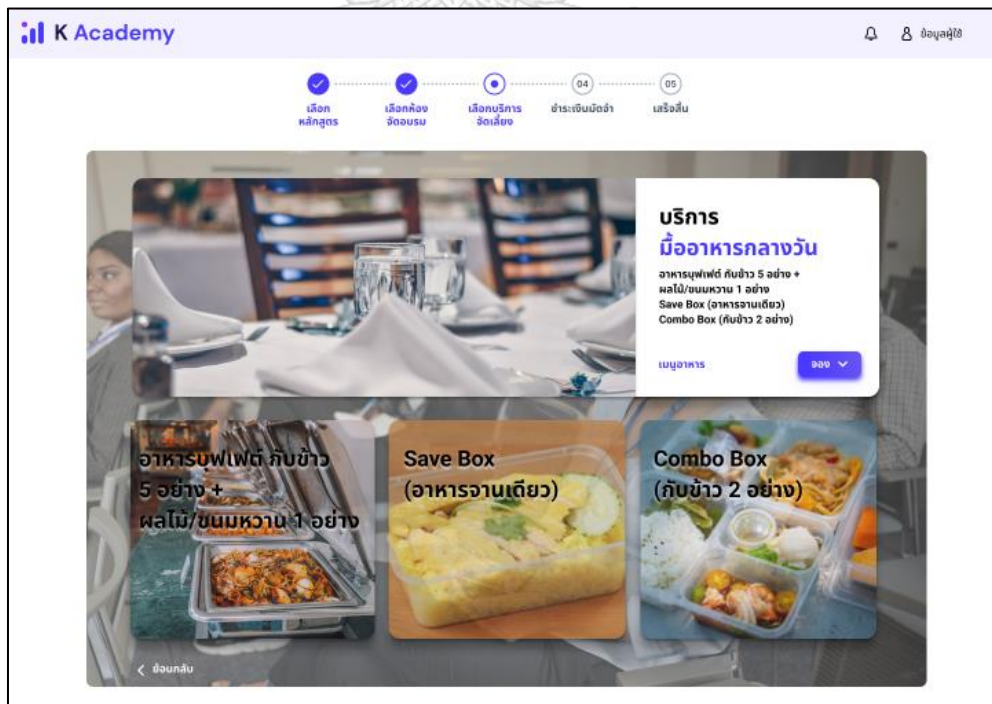 K Academy
ข้อมูลผู้ใช้
04
05
เลือก
หลักสูตร
เลือกห้อง
จัดอบรม
เลือกบริการ
จัดเลี้ยง
ชำระเงินมัดจำ
เสร็จสิ้น
บริการ
มื้ออาหารกลางวัน
อาหารบุฟเฟต์ กับข้าว 5 อย่าง +
ผลไม้/ขนมหวาน 1 อย่าง
Save Box (อาหารจานเดียว)
Combo Box (กับข้าว 2 อย่าง)
เมนูอาหาร
จอง
อาหารบุฟเฟต์ กับข้าว
5 อย่าง +
ผลไม้/ขนมหวาน 1 อย่าง
Save Box
(อาหารจานเดียว)
Combo Box
(กับข้าว 2 อย่าง)
ย้อนกลับ